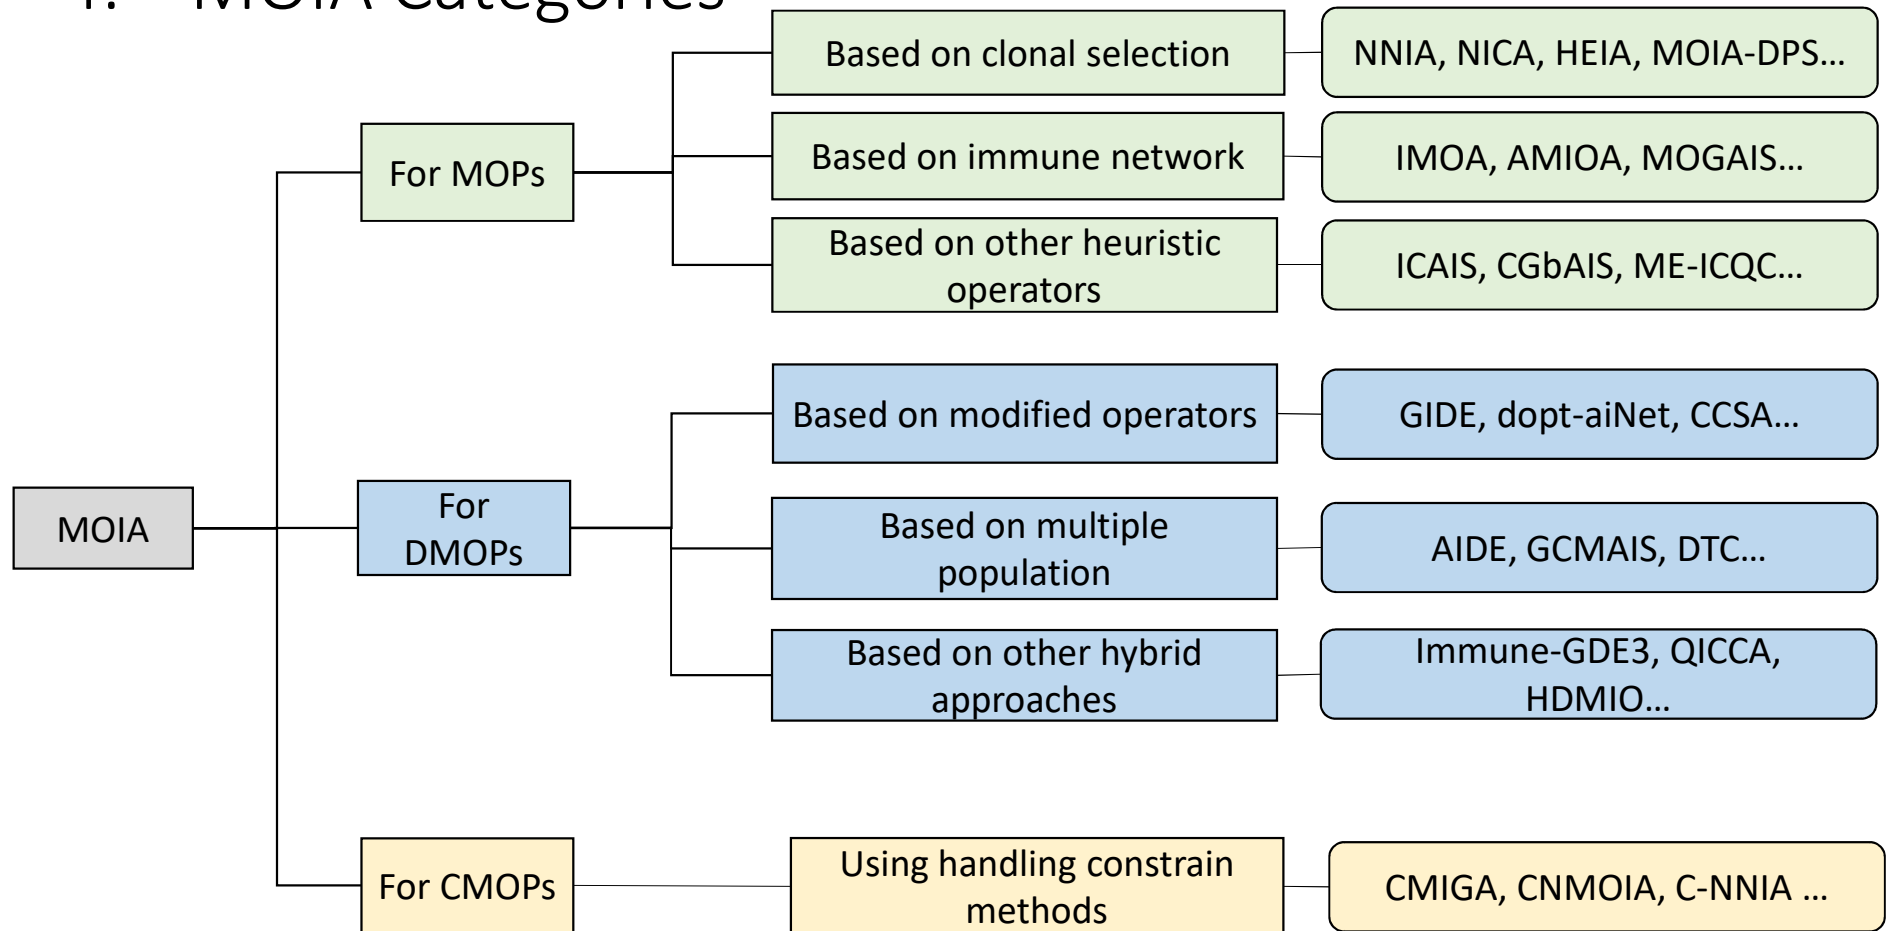 MOIA Categories
Based on clonal selection
NNIA, NICA, HEIA, MOIA-DPS...
For MOPs
Based on immune network
IMOA, AMIOA, MOGAIS...
Based on other heuristic
operators
ICAIS, CGbAIS, ME-ICQC...
Based on modified operators
GIDE, dopt-aiNet, CCSA...
MOIA
For
DMOPs
Based on multiple
population
AIDE, GCMAIS, DTC...
Based on other hybrid
approaches
Immune-GDE3, QICCA,
HDMIO...
For CMOPs
Using handling constrain
methods
CMIGA, CNMOIA, C-NNIA ...